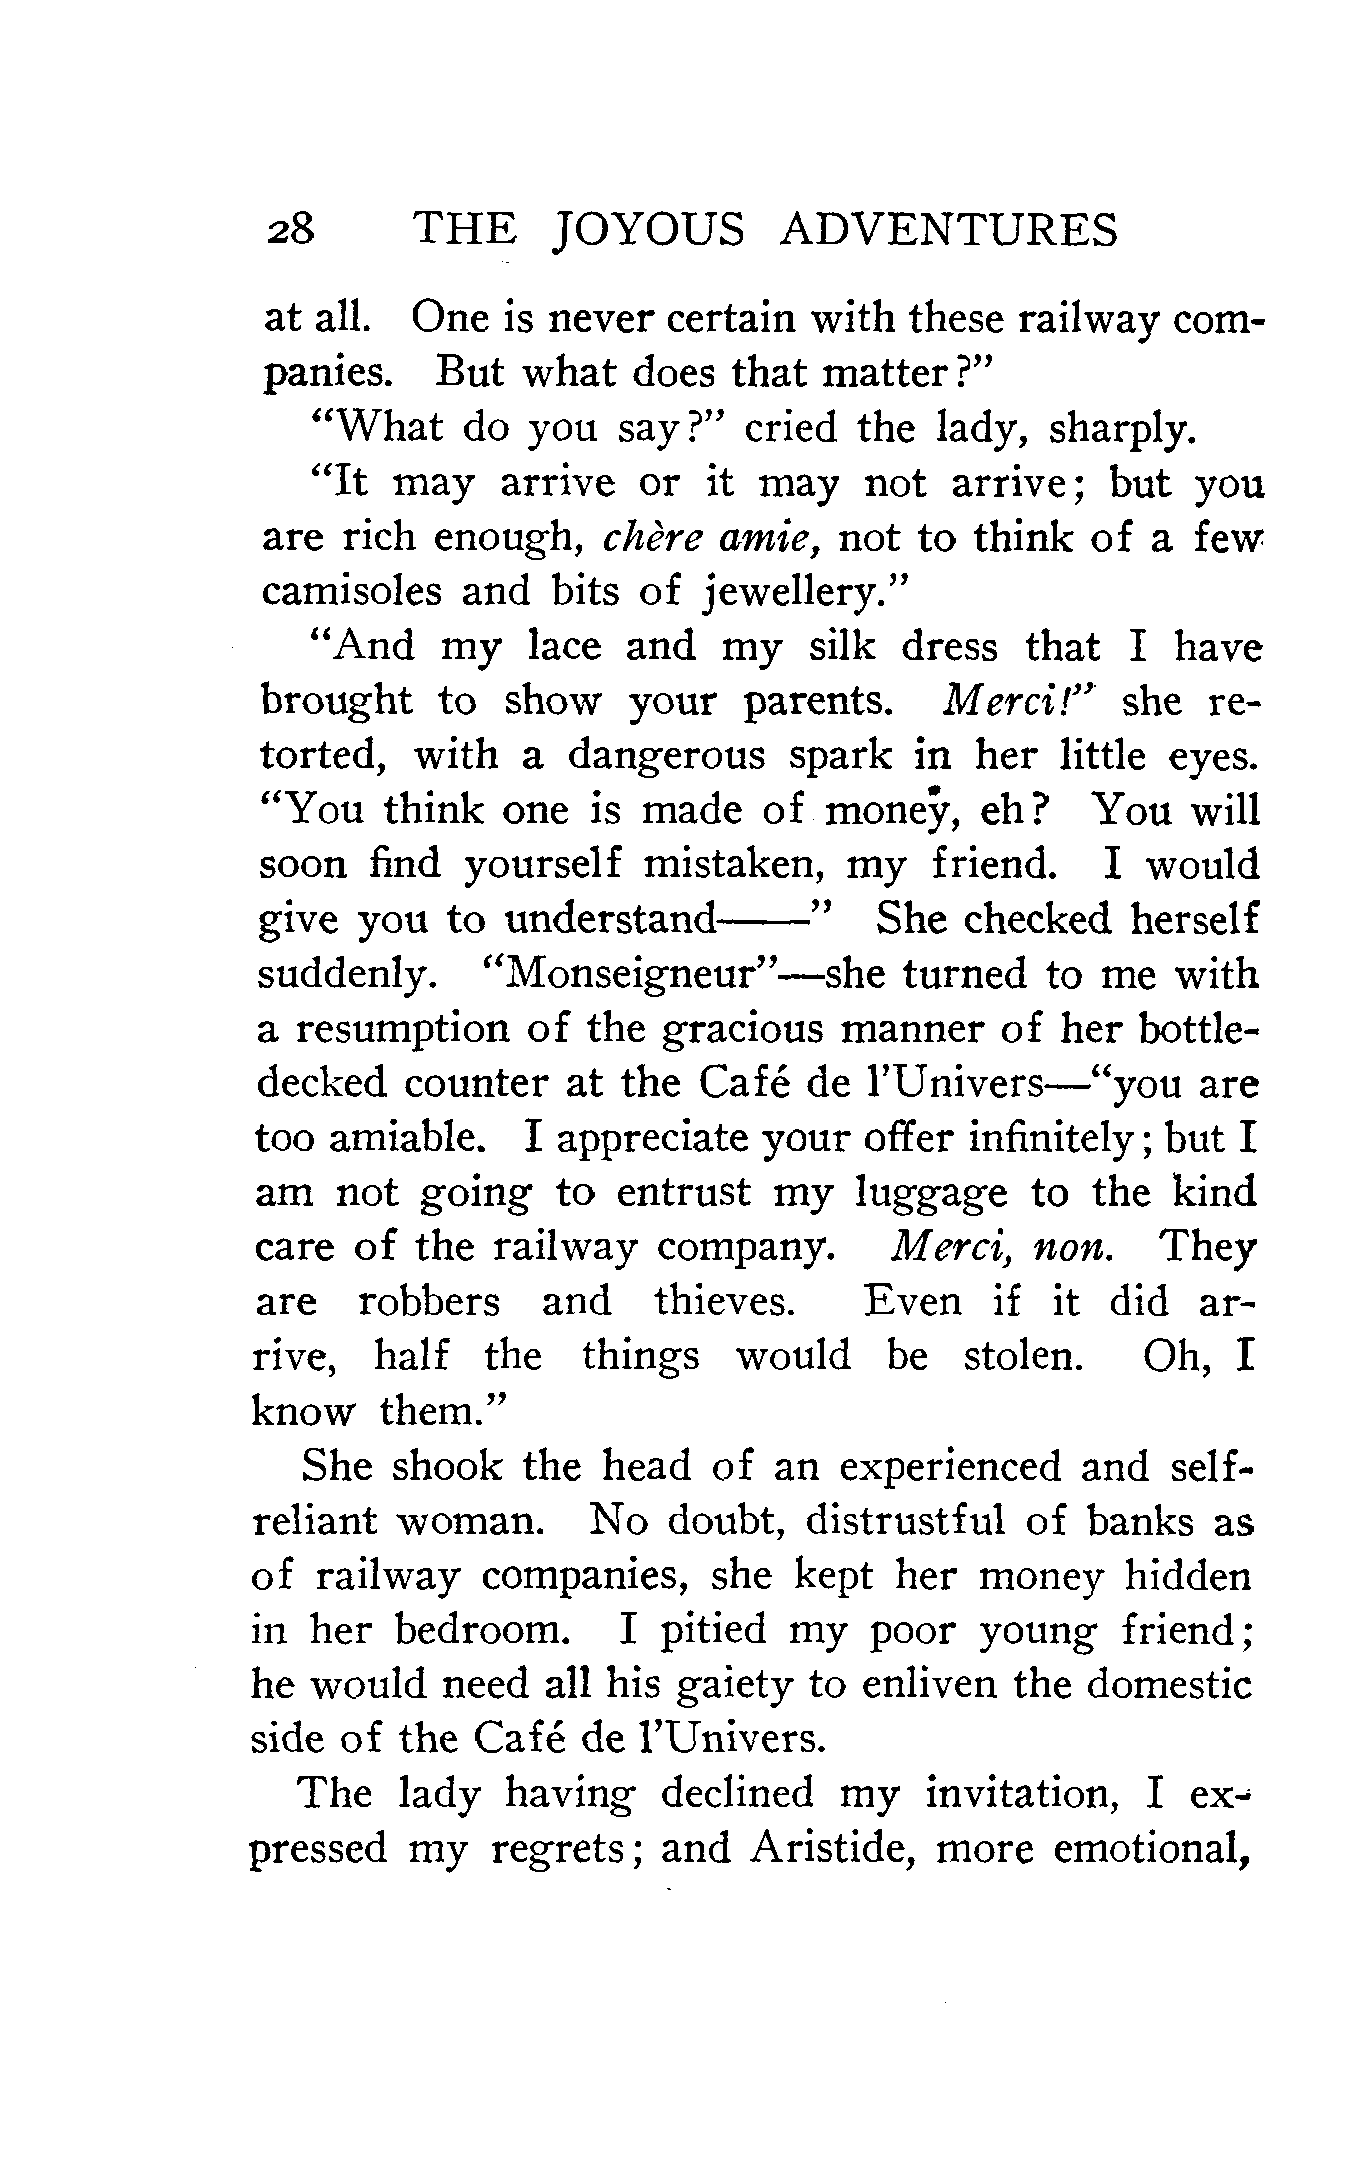 28 THE JOYOUS ADVENTURES
at all. One is never certain with these railway com-
panies. But what does that matter?"
"What do you say?" cried the lady, sharply.
"It may arrive or it may not arrive; but you
are rich enough, chère amie, not to think of a few
camisoles and bits of jewellery."
"And my lace and my silk dress that I have
brought to show your parents. Merci!" she re-
torted, with a dangerous spark in her little eyes.
"You think one is made of money, eh? You will
soon find yourself mistaken, my friend. I would
give you to understand——" She checked herself
suddenly. "Monseigneur"—she turned to me with
a resumption of the gracious manner of her bottle-
decked counter at the Café de l'Univers—"you are
too amiable. I appreciate your offer infinitely; but I
am not going to entrust my luggage to the kind
care of the railway company. Merci, non. They
are robbers and thieves. Even if it did ar-
rive, half the things would be stolen. Oh, I
know them."
She shook the head of an experienced and self-
reliant woman. No doubt, distrustful of banks as
of railway companies, she kept her money hidden
in her bedroom. I pitied my poor young friend;
he would need all his gaiety to enliven the domestic
side of the Café de l'Univers.
The lady having declined my invitation, I ex-
pressed my regrets; and Aristide, more emotional,